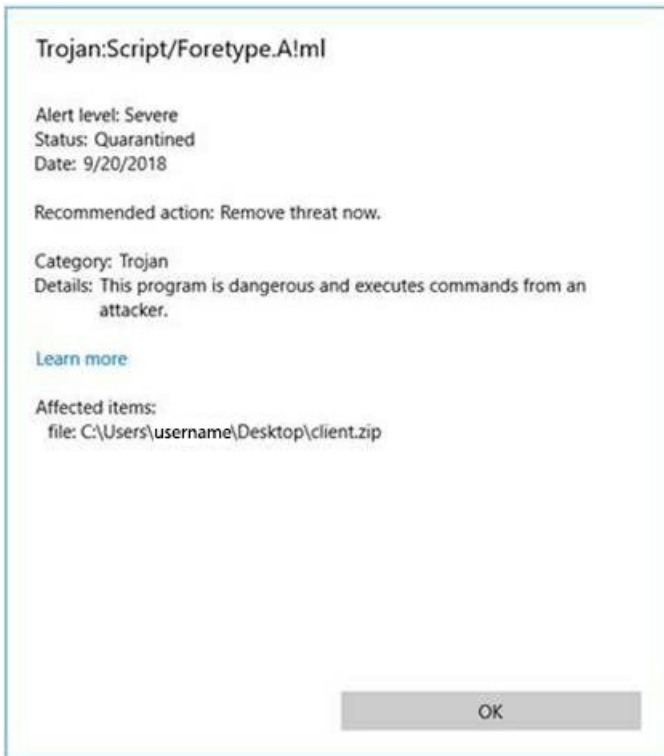 Trojan:Script/Foretype.A!ml
Alert level: Severe
Status: Quarantined
Date: 9/20/2018
Recommended action: Remove threat now.
Category: Trojan
Details: This program is dangerous and executes commands from an
attacker.
Learn more
Affected items:
file: C:\Users\username\Desktop\client.zip
OK